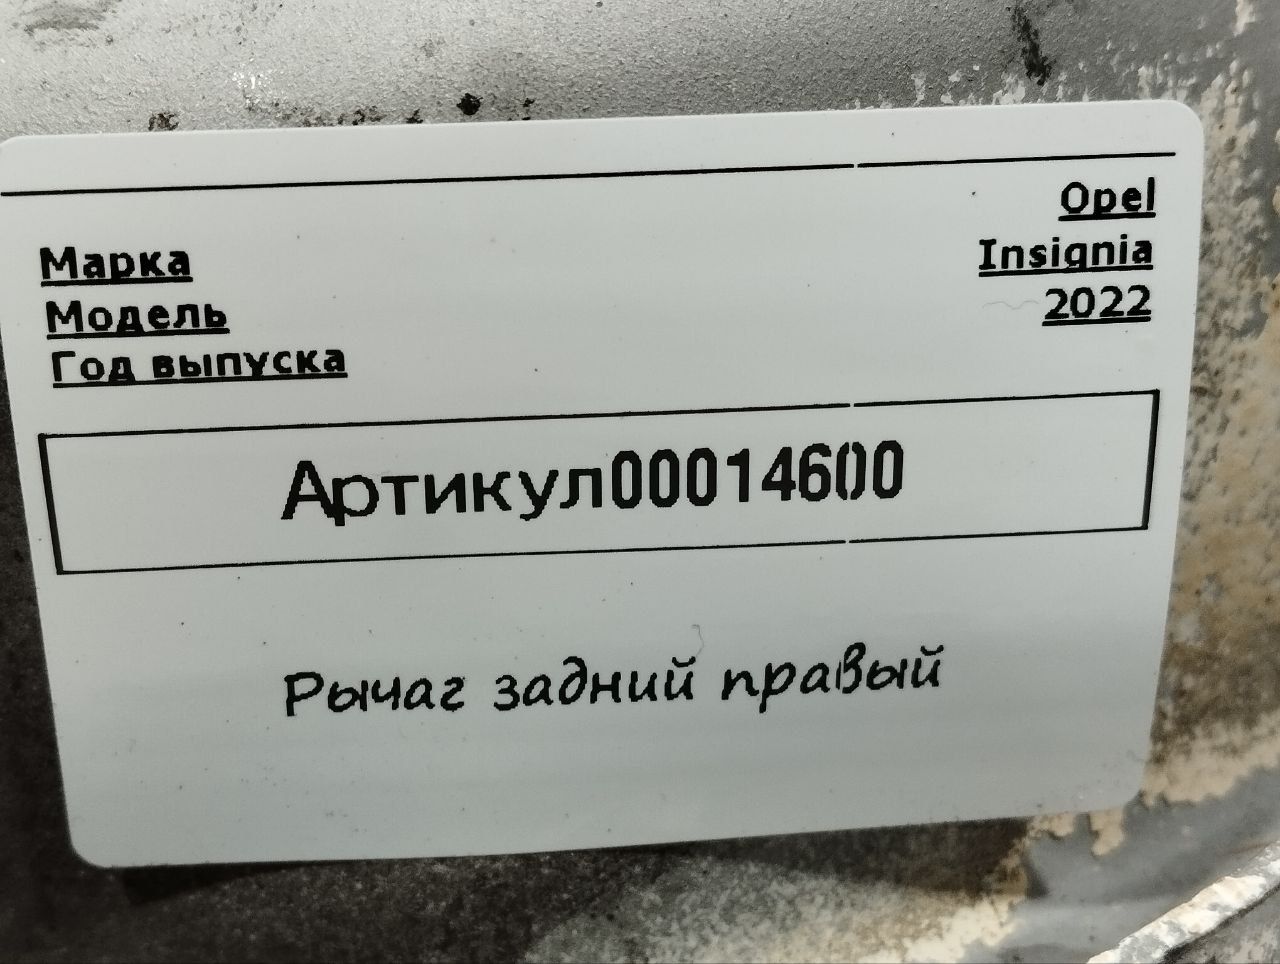 Марка Opel
Модель Insignia
Год выпуска 2022
Артикул00014600
Рычаг задний правый